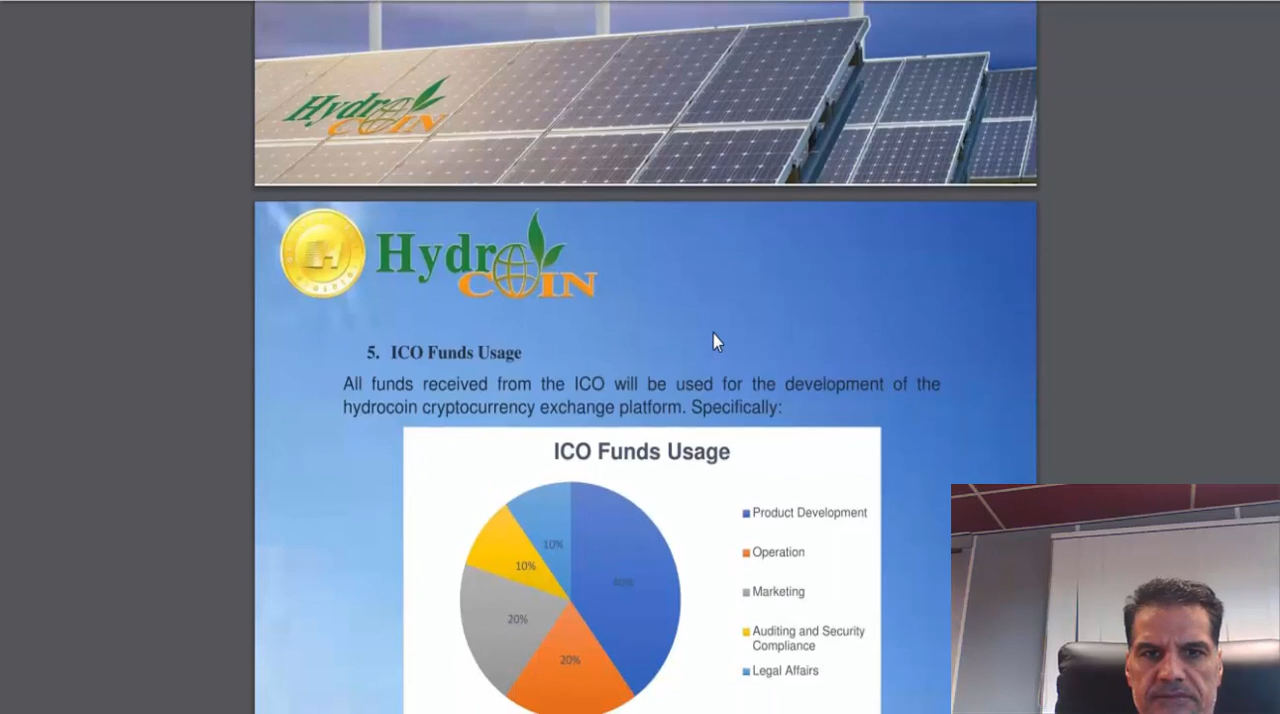 Hydro
COIN
Hydro
COIN
5. ICO Funds Usage
All funds received from the ICO will be used for the development of the
hydrocoin cryptocurrency exchange platform. Specifically:
ICO Funds Usage
Product Development
Operation
Marketing
Auditing and Security
Compliance
Legal Affairs
10%
10%
40%
20%
20%